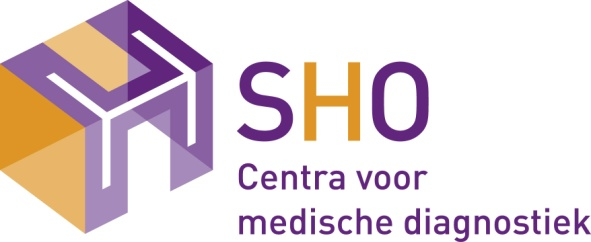 SHO
Centra voor
medische diagnostiek